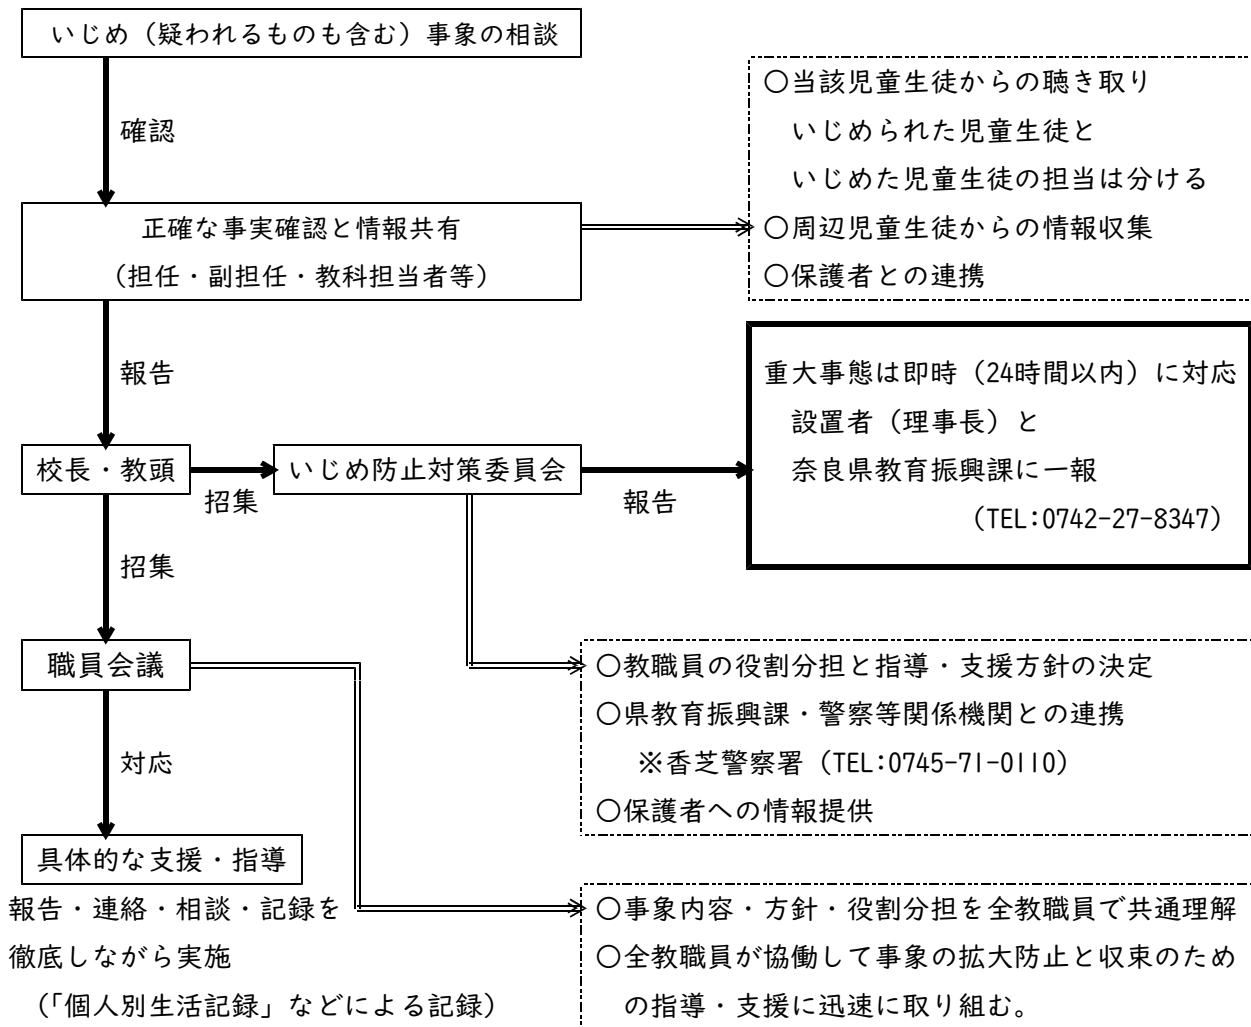 いじめ（疑われるものも含む）事象の相談
確認
○当該児童生徒からの聴き取り
いじめられた児童生徒と
いじめた児童生徒の担当は分ける
○周辺児童生徒からの情報収集
○保護者との連携
正確な事実確認と情報共有
（担任・副担任・教科担当者等）
報告
重大事態は即時（24時間以内）に対応
設置者（理事長）と
奈良県教育振興課に一報
（TEL:0742-27-8347）
校長・教頭
招集
いじめ防止対策委員会
報告
招集
職員会議
○教職員の役割分担と指導・支援方針の決定
○県教育振興課・警察等関係機関との連携
※香芝警察署（TEL:0745-71-0110）
○保護者への情報提供
対応
具体的な支援・指導
報告・連絡・相談・記録を
徹底しながら実施
（「個人別生活記録」などによる記録）
○事象内容・方針・役割分担を全教職員で共通理解
○全教職員が協働して事象の拡大防止と収束のため
の指導・支援に迅速に取り組む。